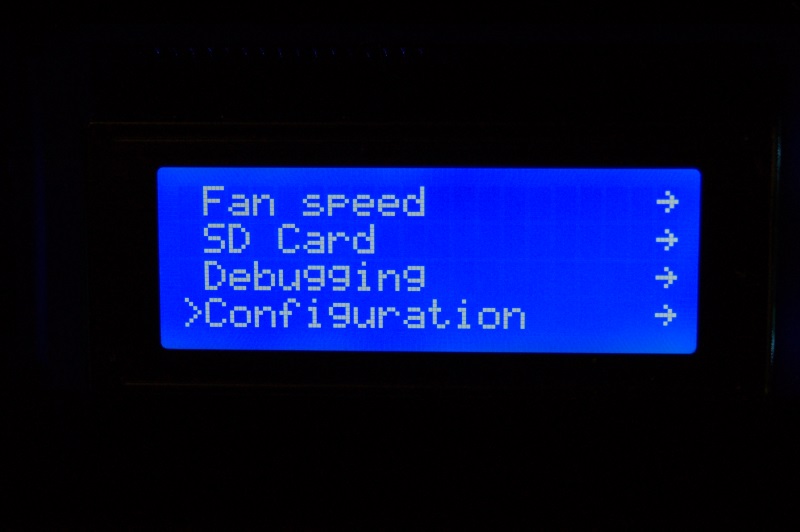 Fan speed →
SD Card →
Debugging →
>Configuration →